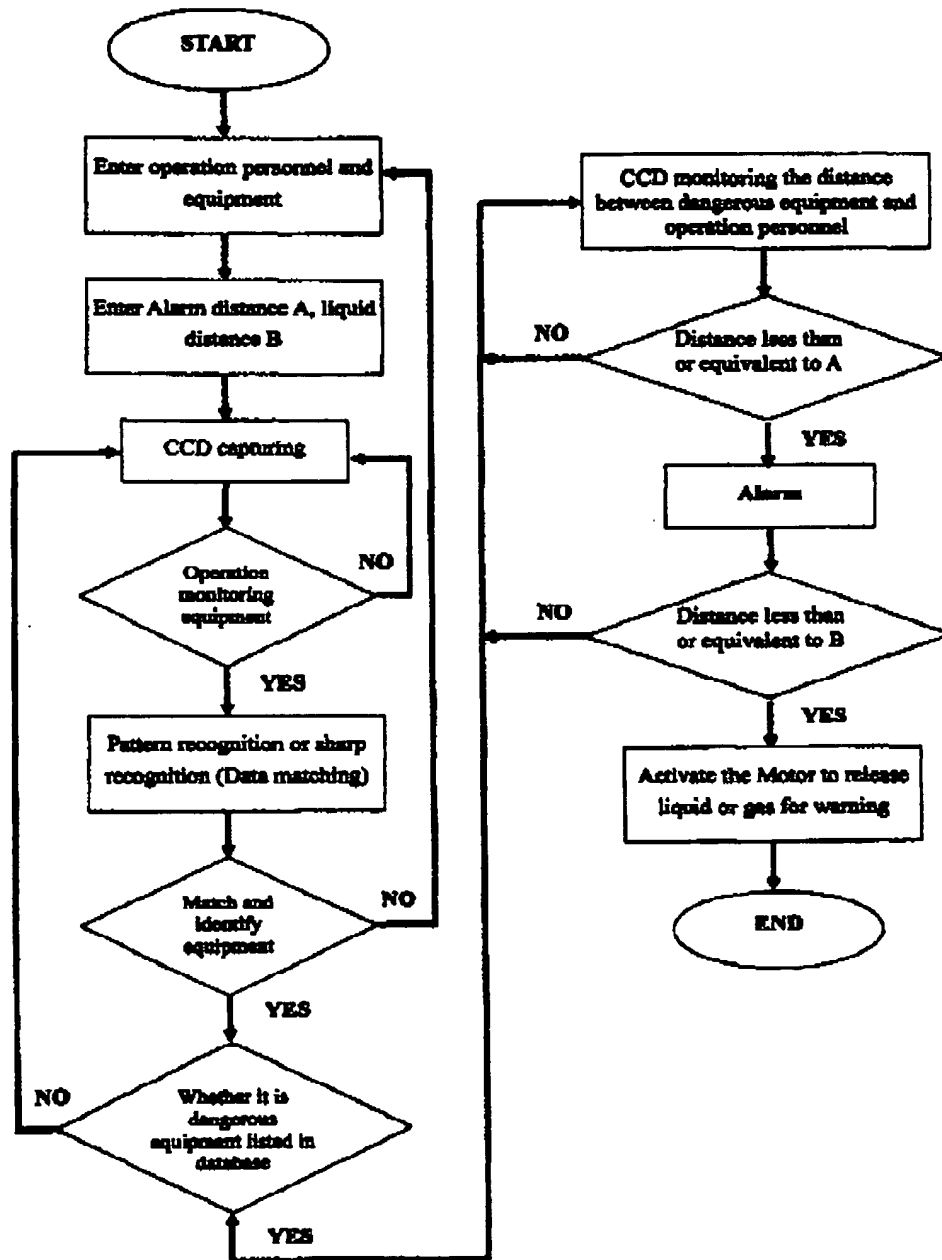 START
Enter operation personnel and
equipment
Enter Alarm distance A, liquid
distance B
CCD capturing
Operation
monitoring
equipment
NO
YES
Pattern recognition or sharp
recognition (Data matching)
Match and
identify
equipment
NO
YES
Whether it is
dangerous
equipment listed in
database
NO
YES
CCD monitoring the distance
between dangerous equipment and
operation personnel
Distance less than
or equivalent to A
NO
YES
Alarm
Distance less than
or equivalent to B
NO
YES
Activate the Motor to release
liquid or gas for warning
END